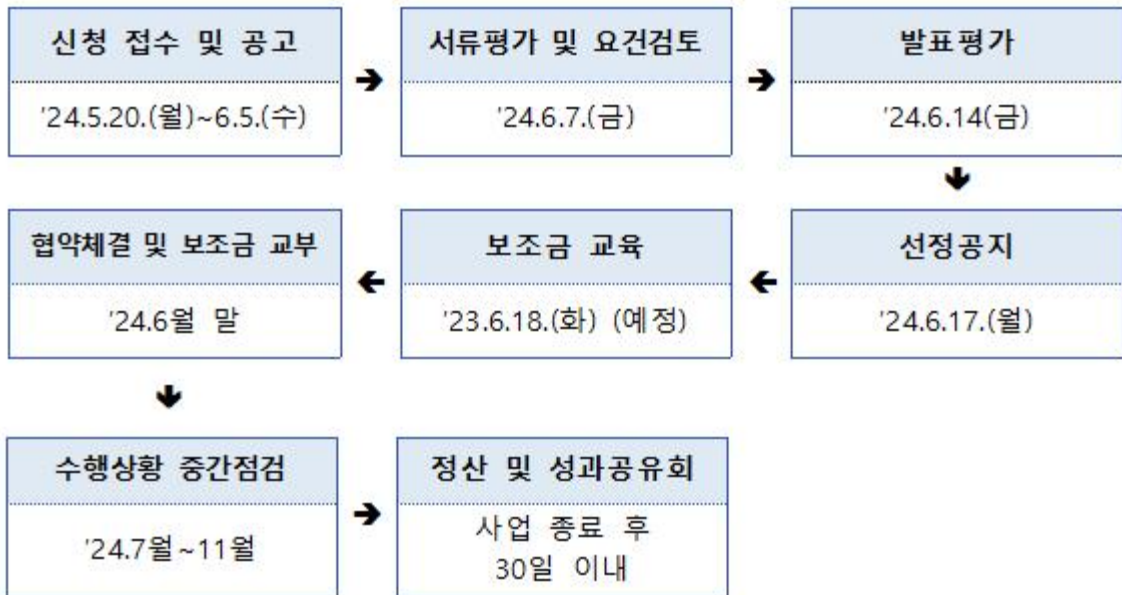 신청 접수 및 공고
'24.5.20.(월)~6.5.(수)
서류평가 및 요건검토
'24.6.7.(금)
발표평가
'24.6.14(금)
선정공지
'24.6.17.(월)
보조금 교육
'23.6.18.(화) (예정)
협약체결 및 보조금 교부
'24.6월 말
수행상황 중간점검
'24.7월~11월
정산 및 성과공유회
사업 종료 후
30일 이내